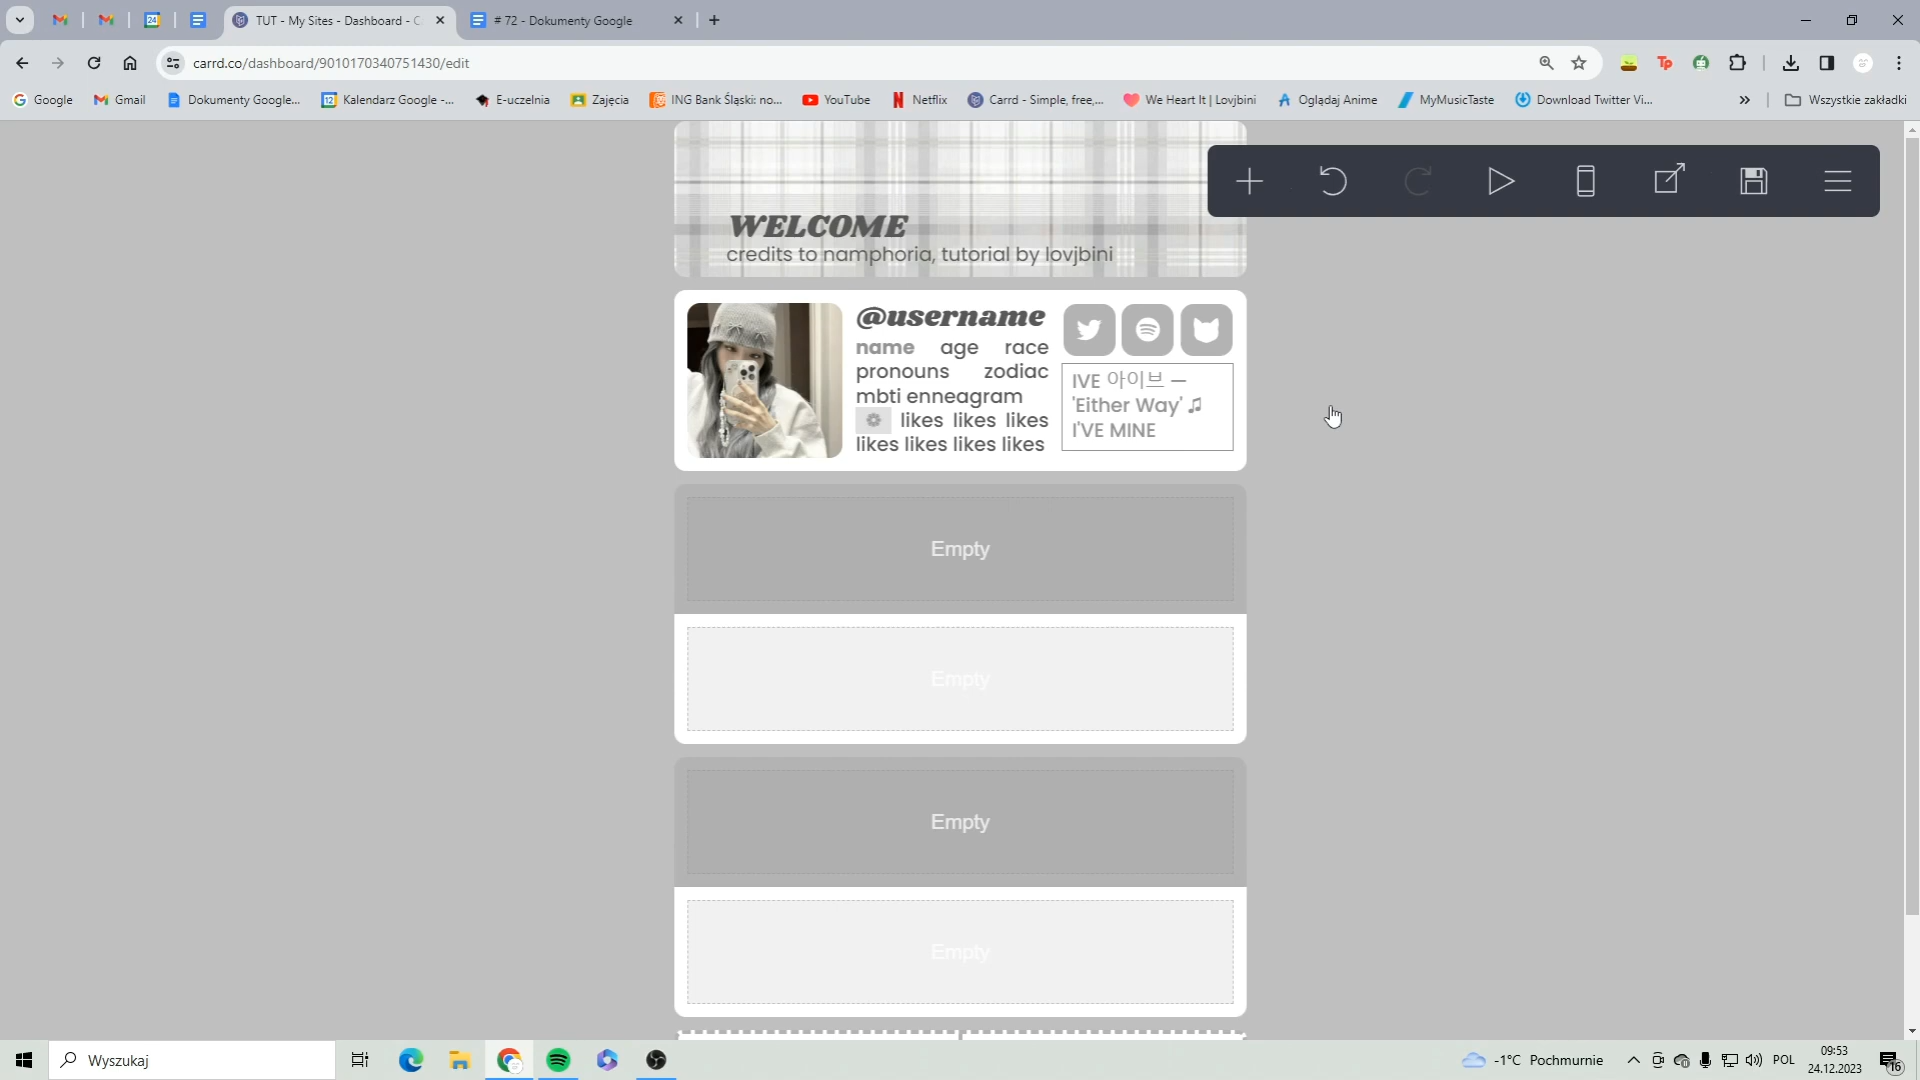 TUT - My Sites - Dashboard - C
# 72 - Dokumenty Google
carrd.co/dashboard/9010170340751430/edit
Google
Gmail
Dokumenty Google...
Kalendarz Google -...
E-uczelnia
Zajęcia
ING Bank Śląski: no...
YouTube
Netflix
Carrd - Simple, free,...
We Heart It | Lovjbini
Oglądaj Anime
MyMusicTaste
Download Twitter Vi...
»
Wszystkie zakładki
WELCOME
credits to namphoria, tutorial by lovjbini
@username
name age race
pronouns zodiac
mbti enneagram
likes likes likes
likes likes likes likes
IVE 아이브 —
'Either Way' ♫
I'VE MINE
Empty
Empty
Empty
Empty
Wyszukaj
-1°C Pochmurnie
POL
09:53
24.12.2023
16